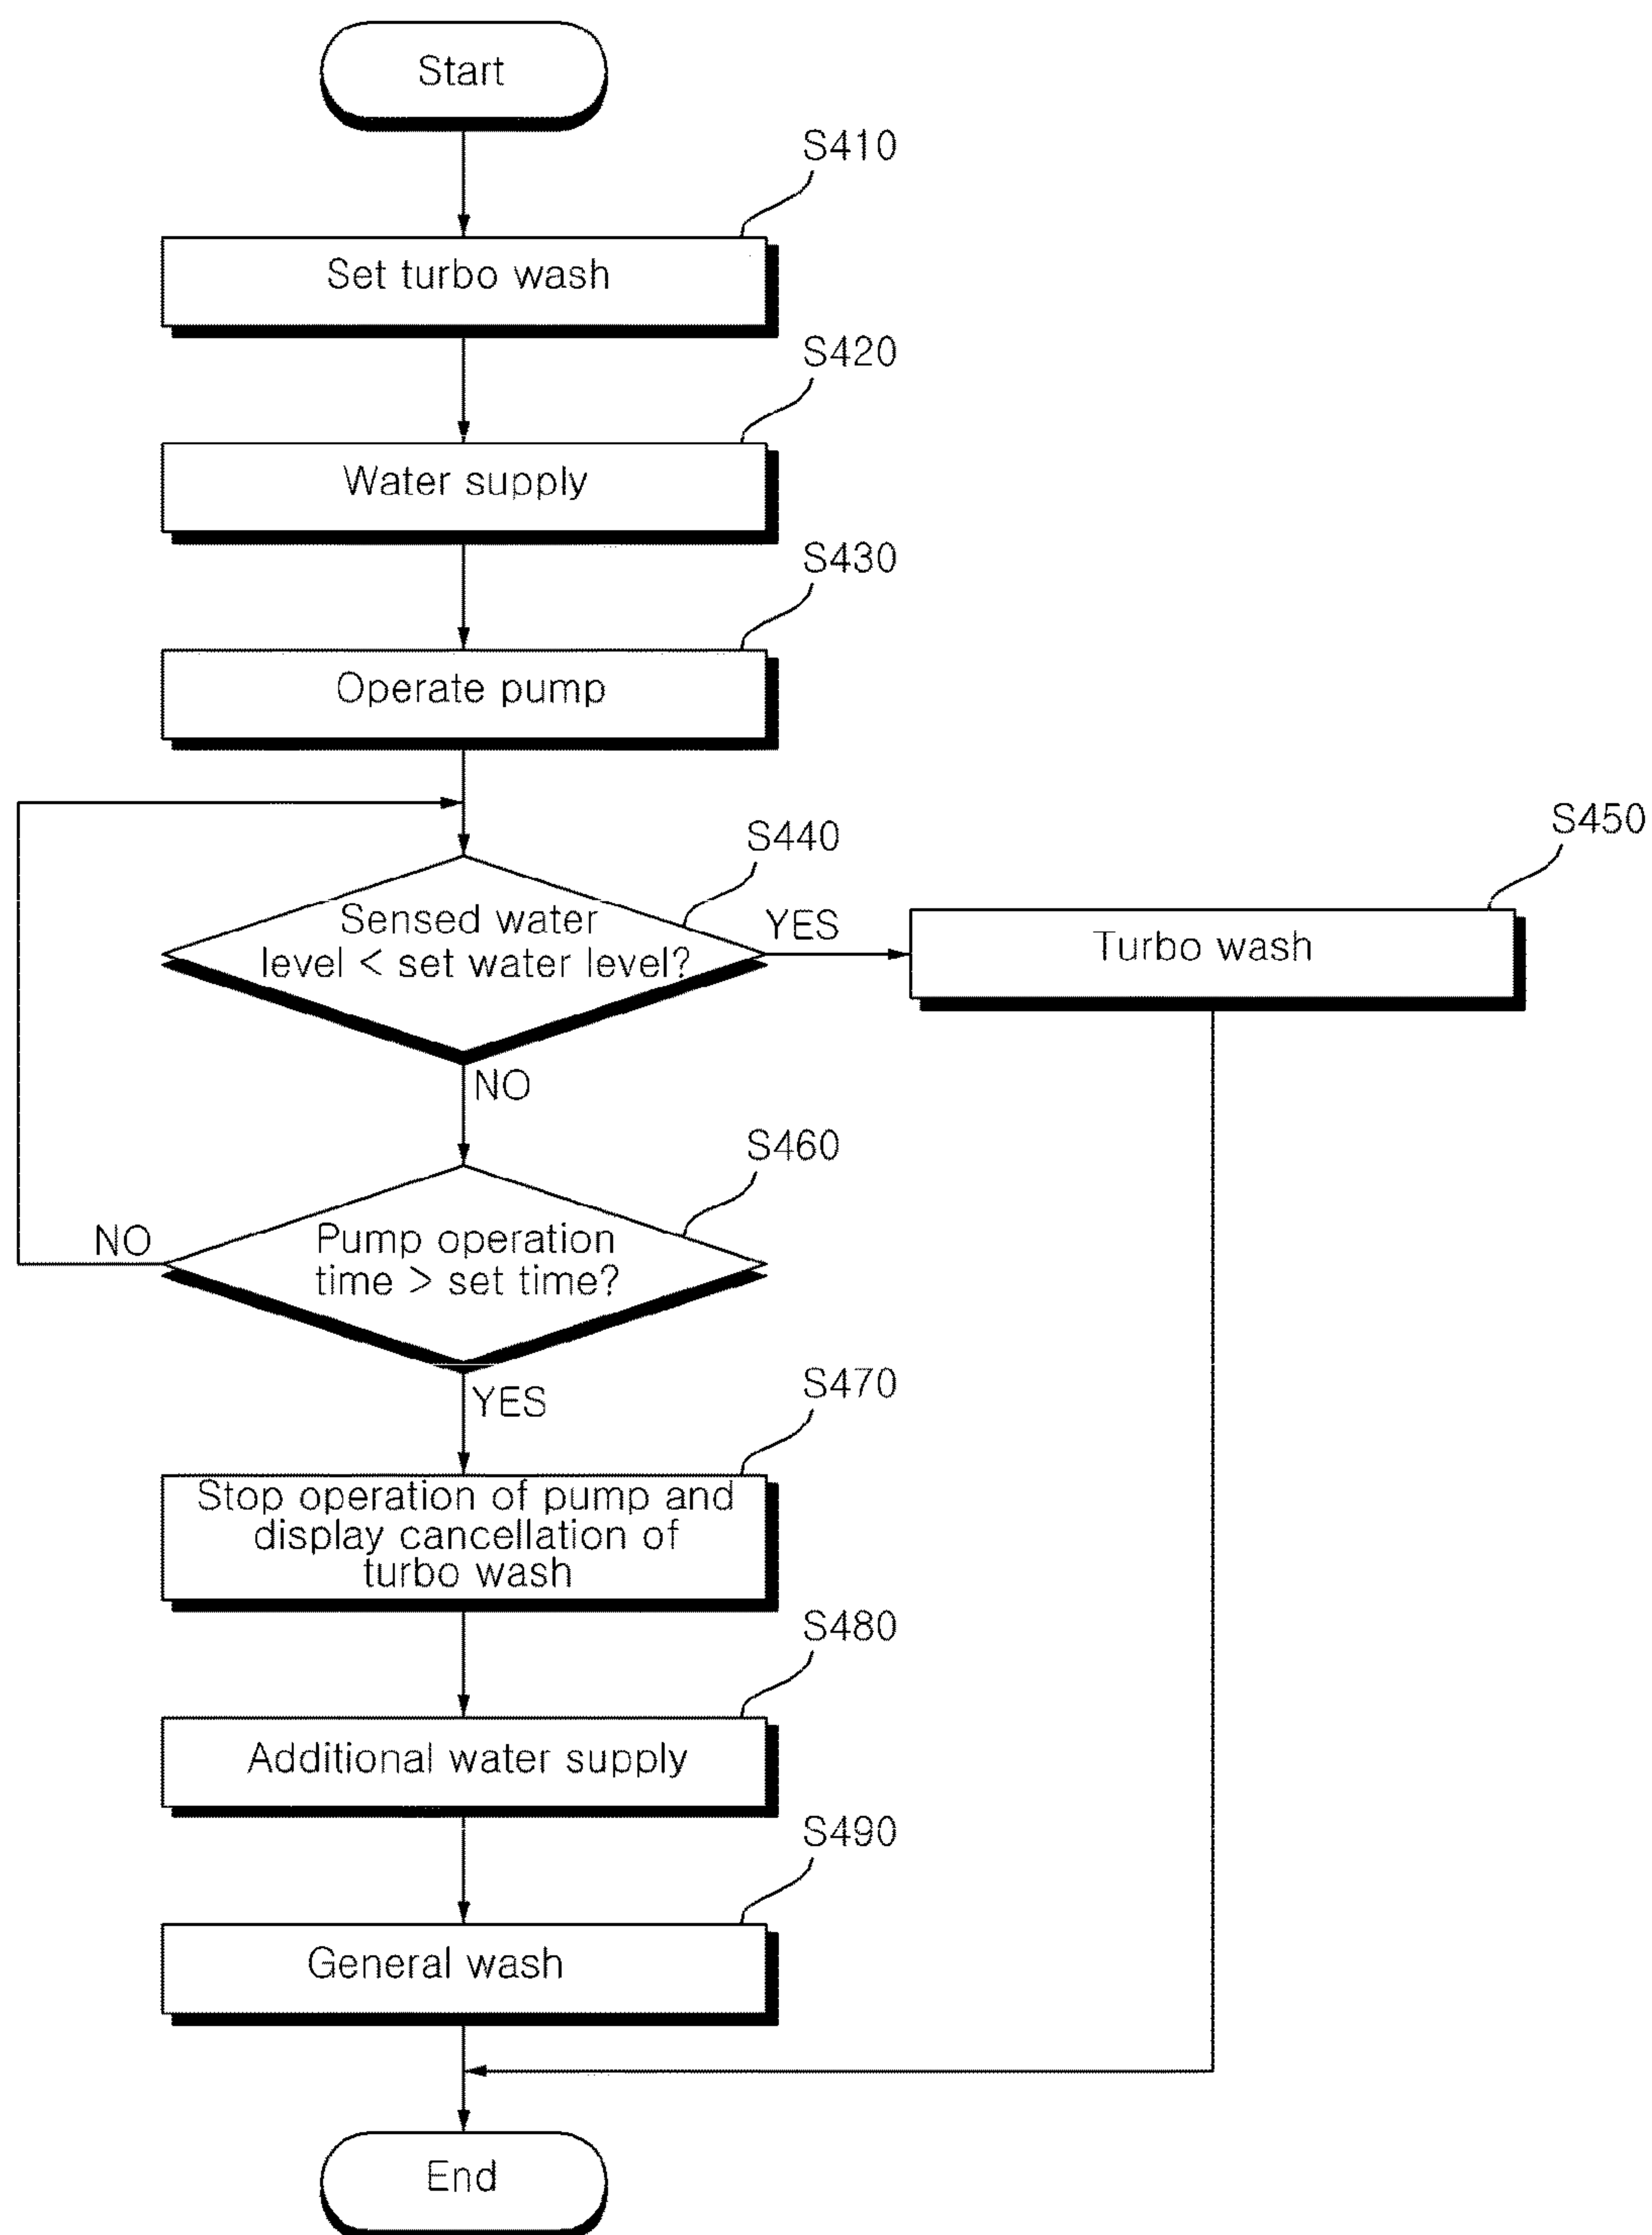 Start
S410
Set turbo wash
S420
Water supply
S430
Operate pump
S440
Sensed water
level < set water level?
YES
S450
Turbo wash
NO
S460
Pump operation
time > set time?
NO
YES
S470
Stop operation of pump and
display cancellation of
turbo wash
S480
Additional water supply
S490
General wash
End